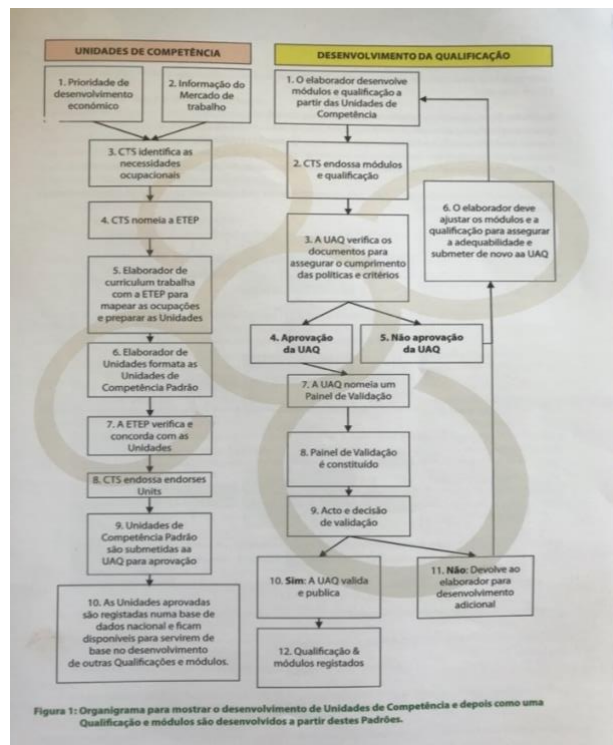 UNIDADES DE COMPETÊNCIA
1. Prioridade de
desenvolvimento
económico
2. Informação do
Mercado de
trabalho
3. CTS identifica as
necessidades
ocupacionais
4. CTS nomeia a ETEP
5. Elaborador de
curriculum trabalha
com a ETEP para
mapear as ocupações
e preparar as Unidades
6. Elaborador de
Unidades formata as
Unidades de
Competência Padrão
7. A ETEP verifica e
concorda com as
Unidades
8. CTS endossa endorses
Units
9. Unidades de
Competência Padrão
são submetidas aa
UAQ para aprovação
10. As Unidades aprovadas
são registadas numa base de
dados nacional e ficam
disponíveis para servirem de
base no desenvolvimento
de outras Qualificações e módulos.
DESENVOLVIMENTO DA QUALIFICAÇÃO
1. O elaborador desenvolve
módulos e qualificação a
partir das Unidades de
Competência
2. CTS endossa módulos
e qualificação
3. A UAQ verifica os
documentos para
assegurar o cumprimento
das políticas e critérios
4. Aprovação
da UAQ
5. Não aprovação
da UAQ
6. O elaborador deve
ajustar os módulos e a
qualificação para assegurar
a adequabilidade e
submeter de novo aa UAQ
7. A UAQ nomeia um
Painel de Validação
8. Painel de Validação
é constituído
9. Acto e decisão
de validação
10. Sim: A UAQ valida
e publica
11. Não: Devolve ao
elaborador para
desenvolvimento
adicional
12. Qualificação &
módulos registados
Figura 1: Organigrama para mostrar o desenvolvimento de Unidades de Competência e depois como uma
Qualificação e módulos são desenvolvidos a partir destes Padrões.